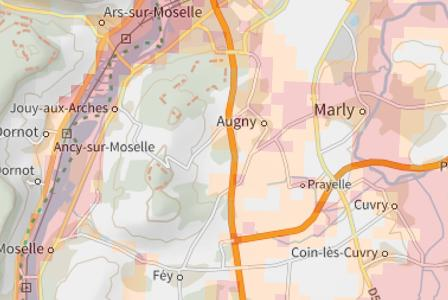 Ars-sur-Moselle
Jouy-aux-Arches
Marly
Augny
Dornot
Ancy-sur-Moselle
Dornot
Prayelle
Cuvry
Moselle
Coin-lès-Cuvry
Féy